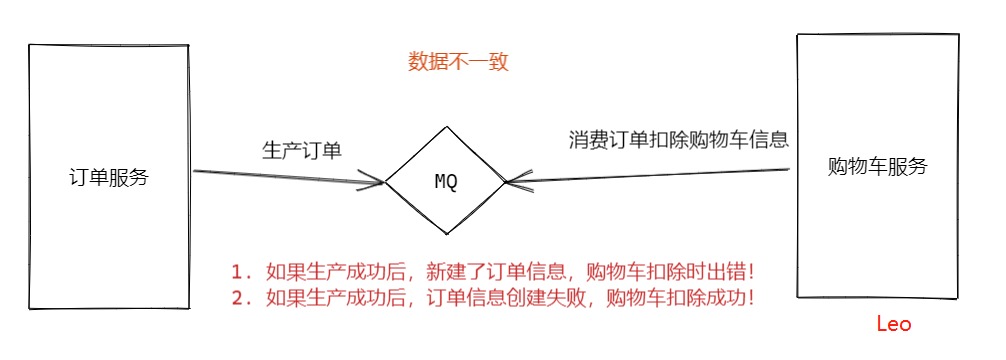 数据不一致
生产订单
消费订单扣除购物车信息
订单服务
MQ
购物车服务
1. 如果生产成功后，新建了订单信息，购物车扣除时出错！
2. 如果生产成功后，订单信息创建失败，购物车扣除成功！
Leo